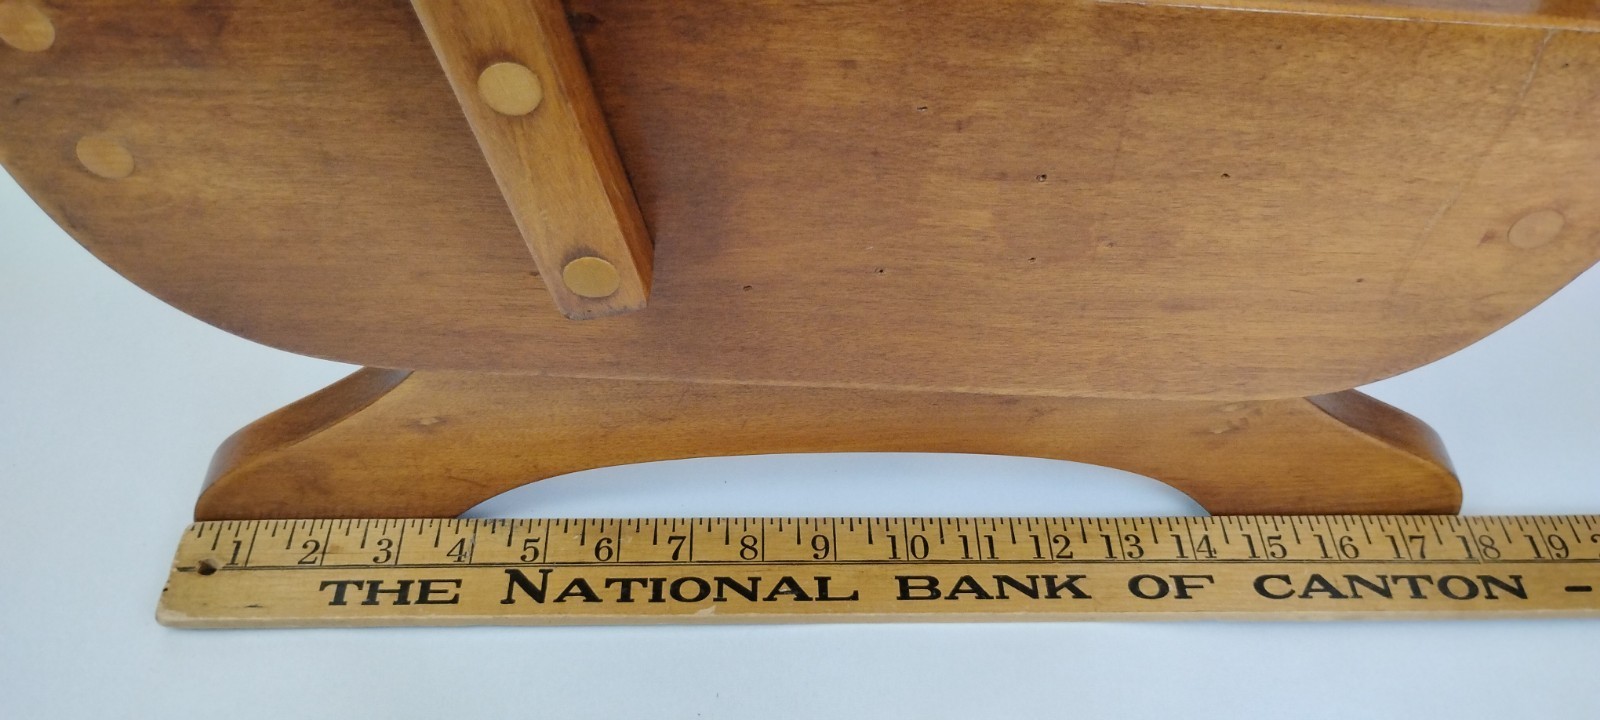 1 2 3 4 5 6 7 8 9 10 11 12 13 14 15 16 17 18 19
THE NATIONAL BANK OF CANTON -